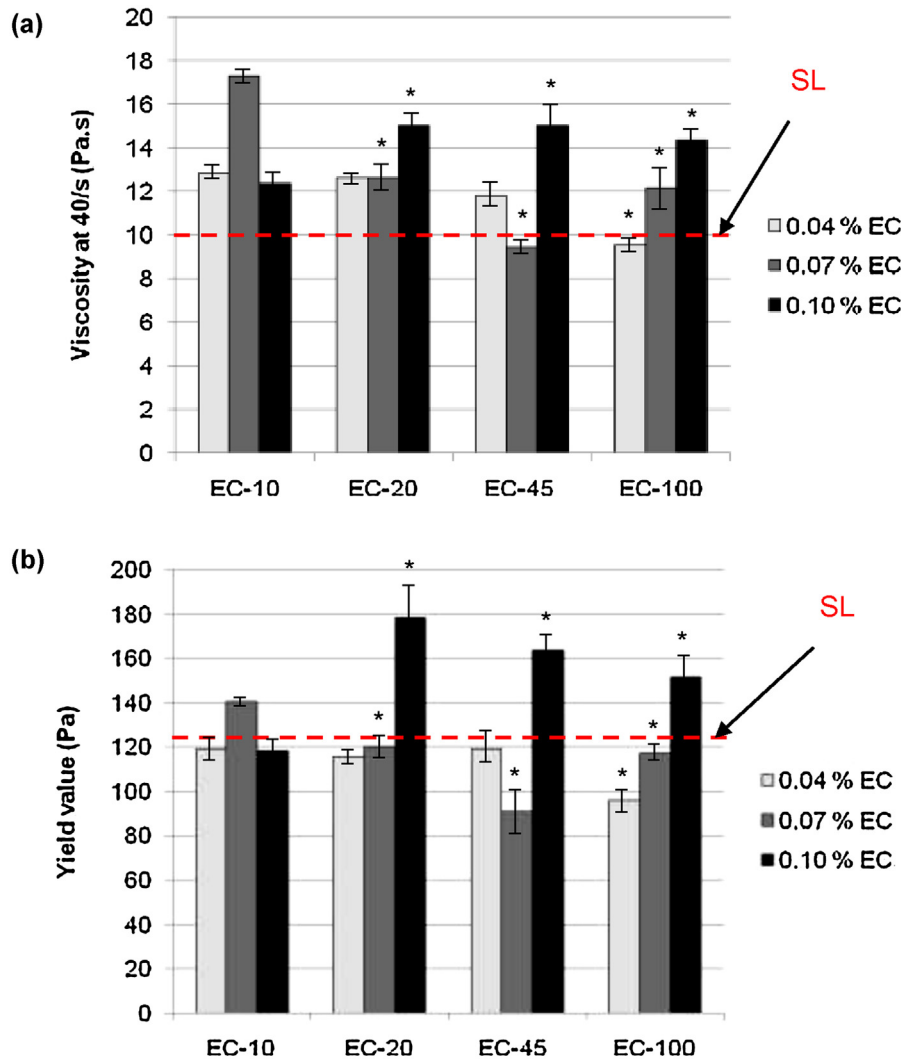 (a)
20
18
16
14
12
10
8
6
4
2
0
Viscosity at 40/s (Pa.s)
* * * * * * *
SL
0.04 % EC
0.07 % EC
0.10 % EC
EC-10 EC-20 EC-45 EC-100
(b)
200
180
160
140
120
100
80
60
40
20
0
Yield value (Pa)
* * * * * * *
SL
0.04 % EC
0.07 % EC
0.10 % EC
EC-10 EC-20 EC-45 EC-100